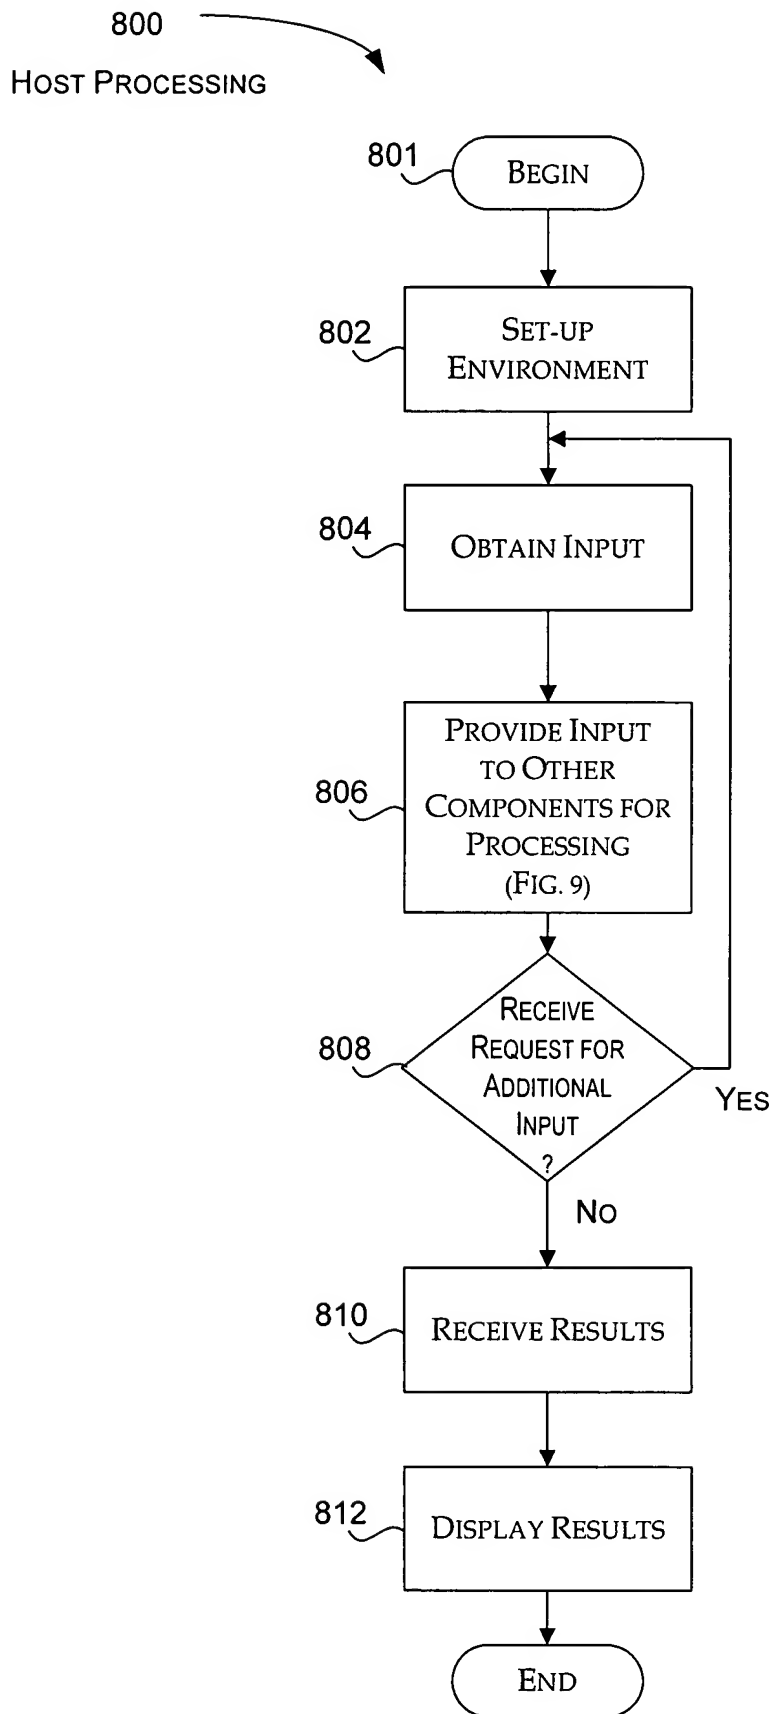 800
HOST PROCESSING
801
BEGIN
802
SET-UP
ENVIRONMENT
804
OBTAIN INPUT
806
PROVIDE INPUT
TO OTHER
COMPONENTS FOR
PROCESSING
(FIG. 9)
808
RECEIVE
REQUEST FOR
ADDITIONAL
INPUT
?
YES
NO
810
RECEIVE RESULTS
812
DISPLAY RESULTS
END